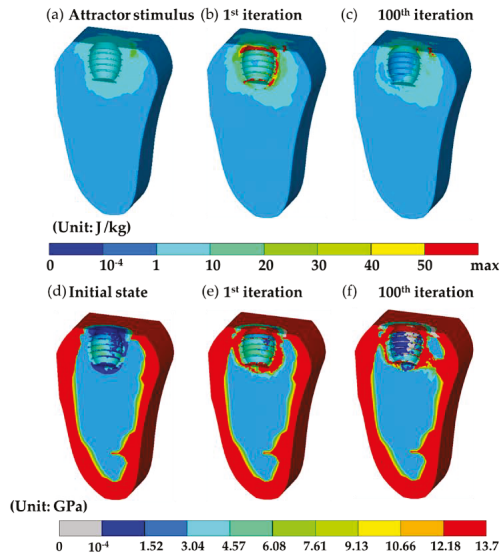 (a) Attractor stimulus (b) 1st iteration (c) 100th iteration
(Unit: J/kg)
0 10-4 1 10 20 30 40 50 max
(d) Initial state (e) 1st iteration (f) 100th iteration
(Unit: GPa)
0 10-4 1.52 3.04 4.57 6.08 7.61 9.13 10.66 12.18 13.7